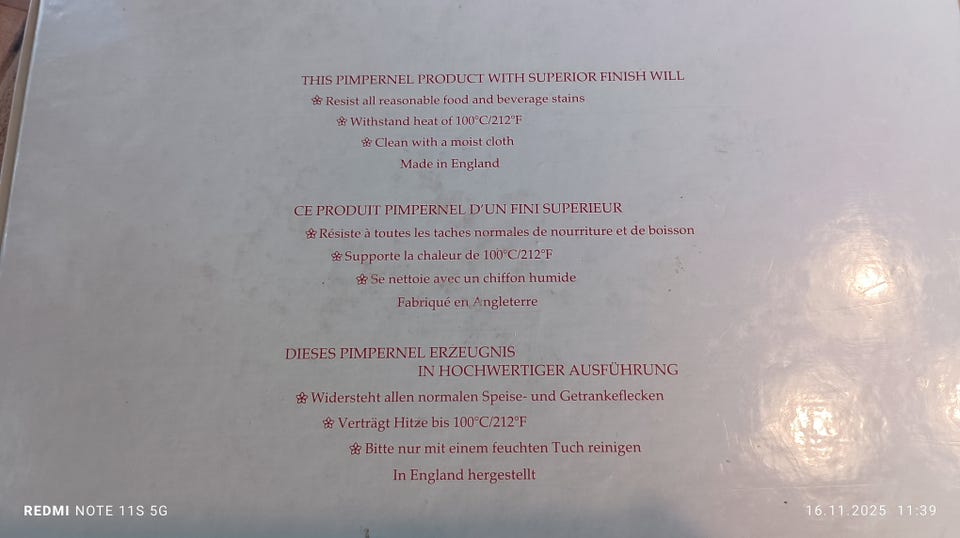 THIS PIMPERNEL PRODUCT WITH SUPERIOR FINISH WILL
❀ Resist all reasonable food and beverage stains
❀ Withstand heat of 100°C/212°F
❀ Clean with a moist cloth
Made in England
CE PRODUIT PIMPERNEL D'UN FINI SUPERIEUR
❀ Résiste à toutes les taches normales de nourriture et de boisson
❀ Supporte la chaleur de 100°C/212°F
❀ Se nettoie avec un chiffon humide
Fabriqué en Angleterre
DIESES PIMPERNEL ERZEUGNIS
IN HOCHWERTIGER AUSFÜHRUNG
❀ Widersteht allen normalen Speise- und Getrankeflecken
❀ Verträgt Hitze bis 100°C/212°F
❀ Bitte nur mit einem feuchten Tuch reinigen
In England hergestellt
REDMI NOTE 11S 5G
16.11.2025 11:39